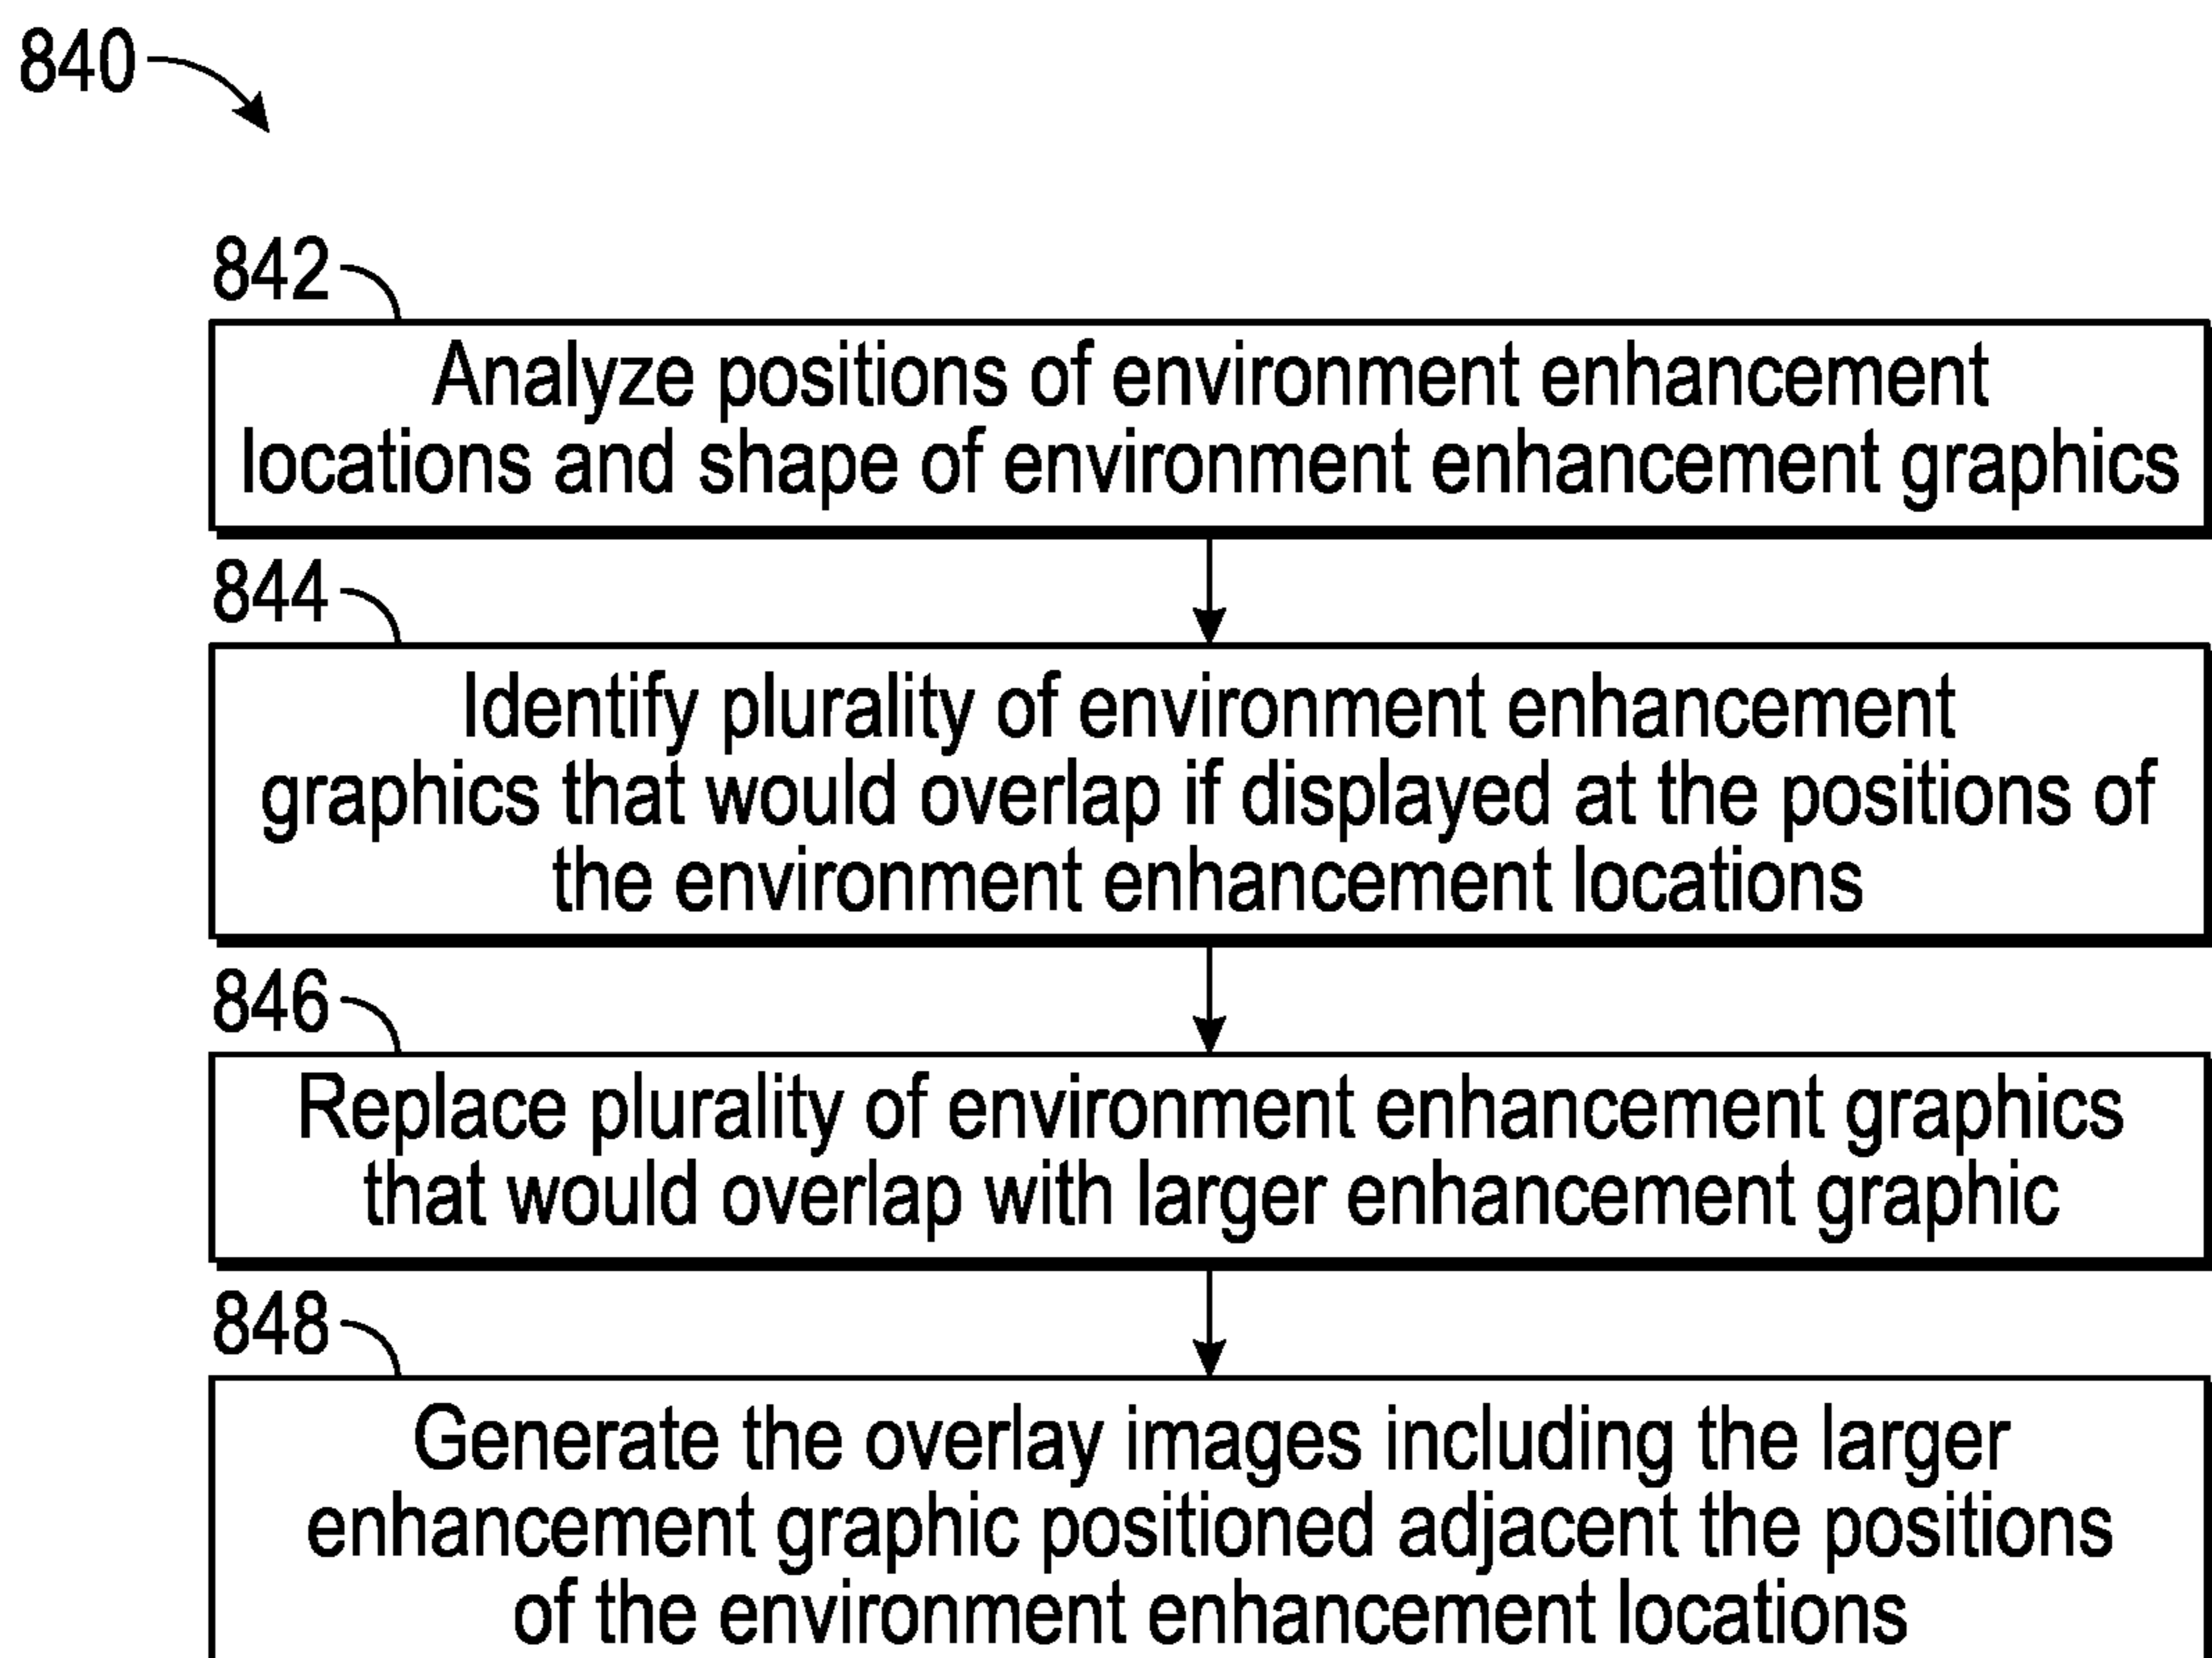 840
842
Analyze positions of environment enhancement
locations and shape of environment enhancement graphics
844
Identify plurality of environment enhancement
graphics that would overlap if displayed at the positions of
the environment enhancement locations
846
Replace plurality of environment enhancement graphics
that would overlap with larger enhancement graphic
848
Generate the overlay images including the larger
enhancement graphic positioned adjacent the positions
of the environment enhancement locations